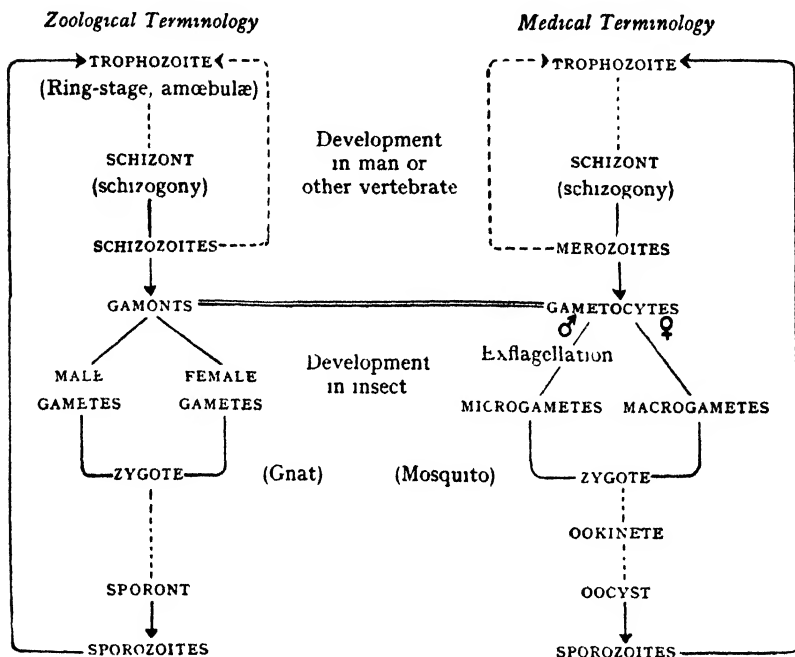 Zoological Terminology
TROPHOZOITE
(Ring-stage, amœbulæ)
SCHIZONT
(schizogony)
SCHIZOZOITES
GAMONTS
MALE
GAMETES
FEMALE
GAMETES
ZYGOTE
(Gnat)
SPORONT
SPOROZOITES
Development
in man or
other vertebrate
Development
in insect
Medical Terminology
TROPHOZOITE
SCHIZONT
(schizogony)
MEROZOITES
GAMETOCYTES
♂ ♀
Exflagellation
MICROGAMETES
MACROGAMETES
(Mosquito)
ZYGOTE
OOKINETE
OOCYST
SPOROZOITES